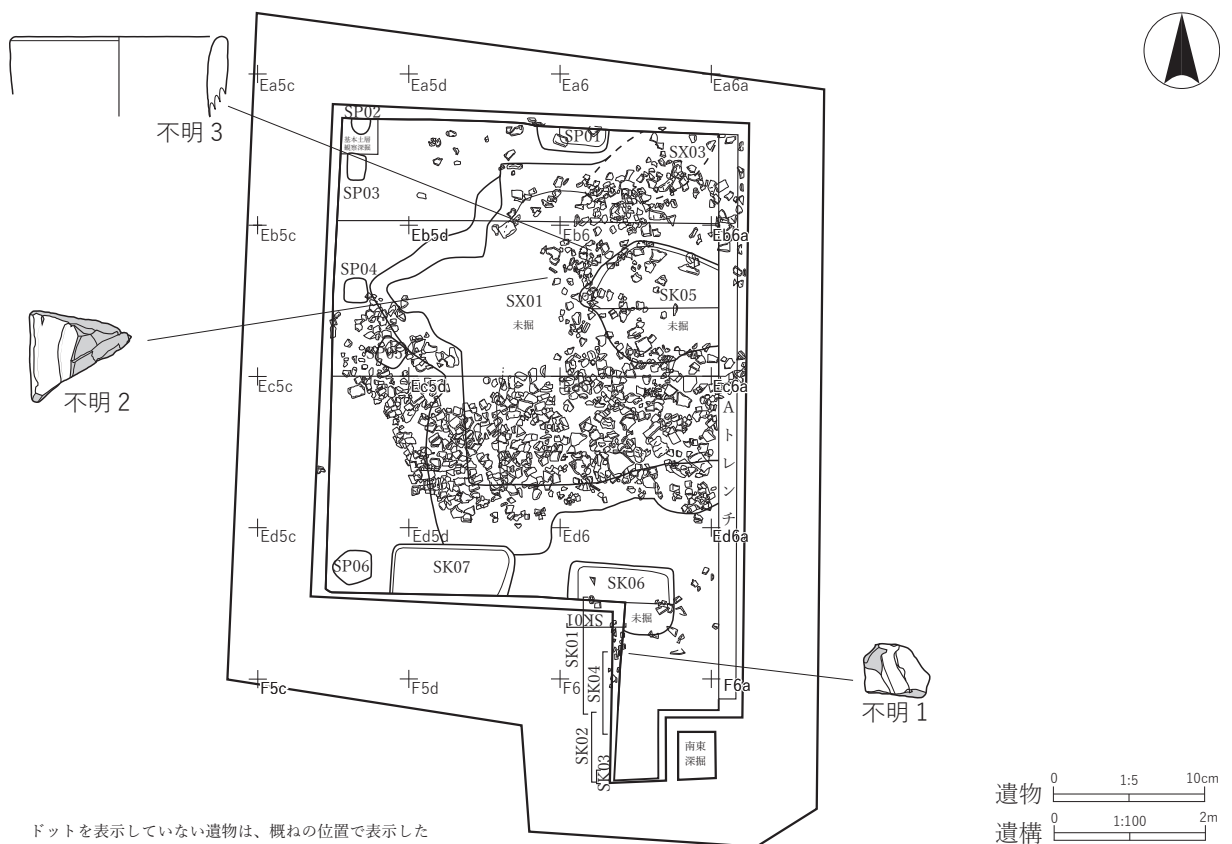 Ea5c
Ea5d
Ea6
Ea6a
不明 3
SP02
基本土層
観察深掘
SP01
SX03
SP03
Eb5c
Eb5d
Eb6
Eb6a
SP04
SX01
未掘
SK05
未掘
不明 2
SP05
Ec5c
Ec5d
Ec6a
Aトレンチ
Ed5c
Ed5d
Ed6
Ed6a
SP06
SK07
SK06
未掘
SK01
SK01
SK04
F5c
F5d
F6
F6a
不明 1
SK02
SK03
南東
深掘
遺物 0 1:5 10cm
遺構 0 1:100 2m
ドットを表示していない遺物は、概ねの位置で表示した